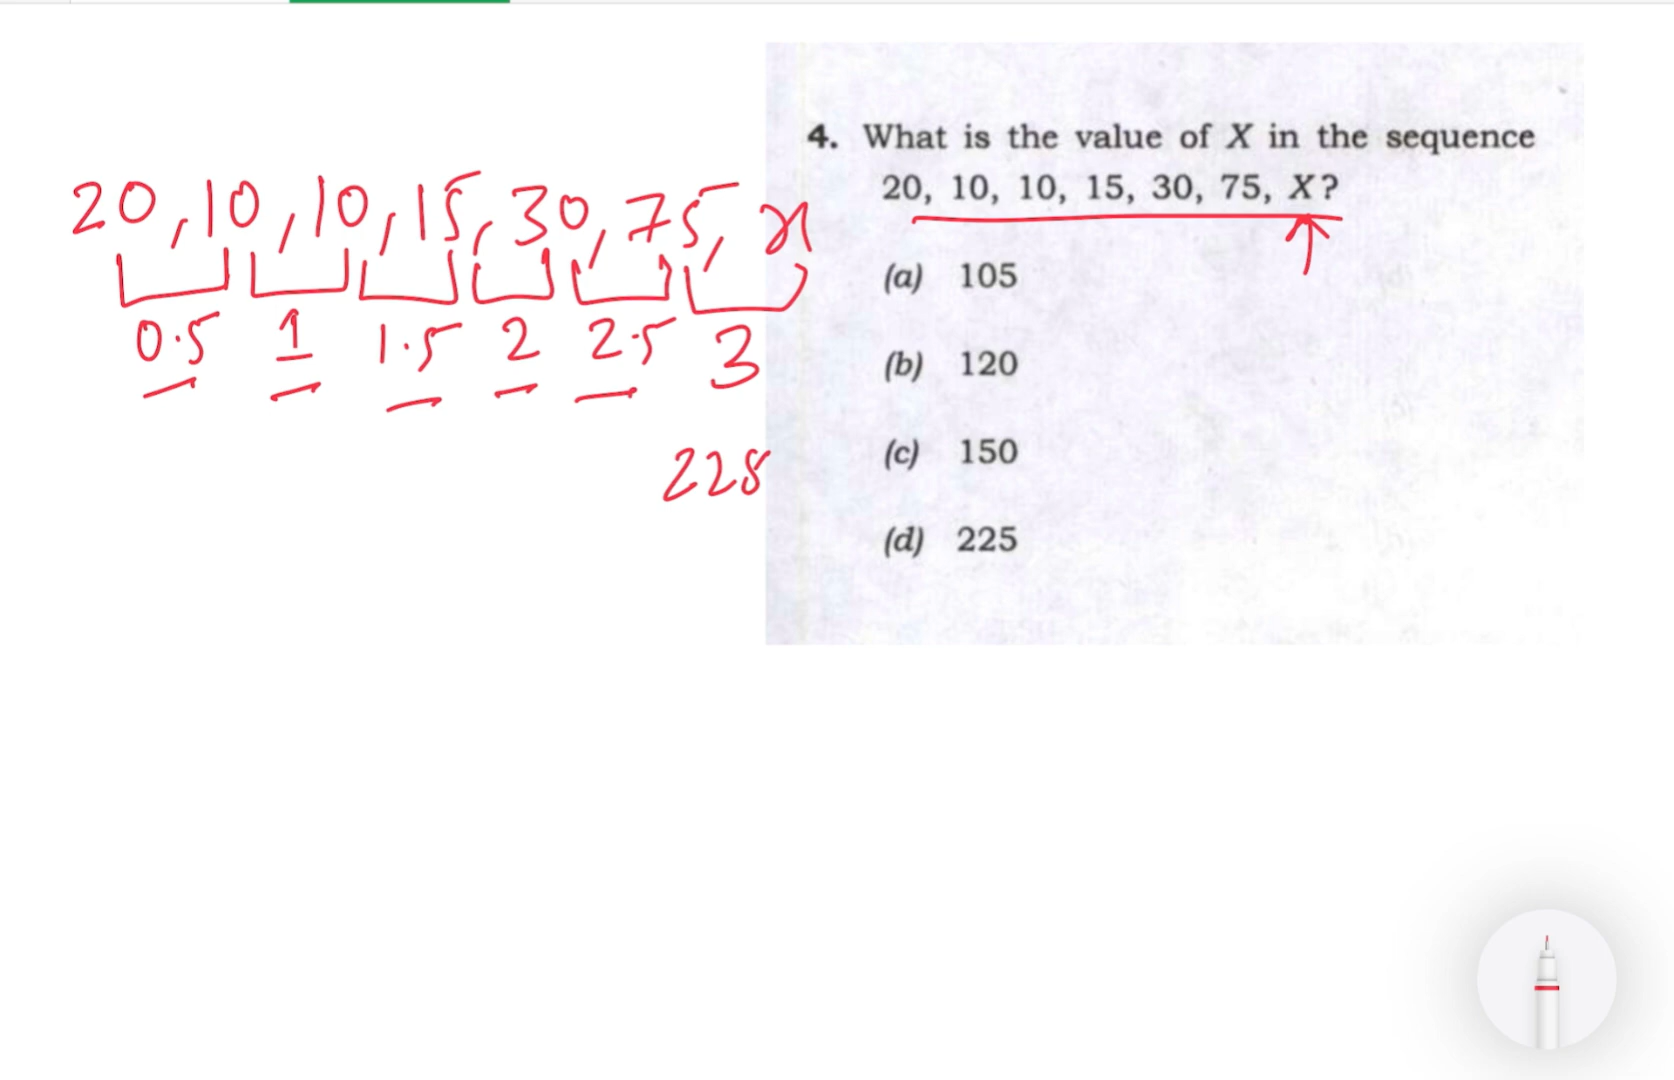 4. What is the value of X in the sequence
20, 10, 10, 15, 30, 75, X?
(a) 105
(b) 120
(c) 150
(d) 225
20, 10, 10, 15, 30, 75, x
0.5 1 1.5 2 2.5 3
225